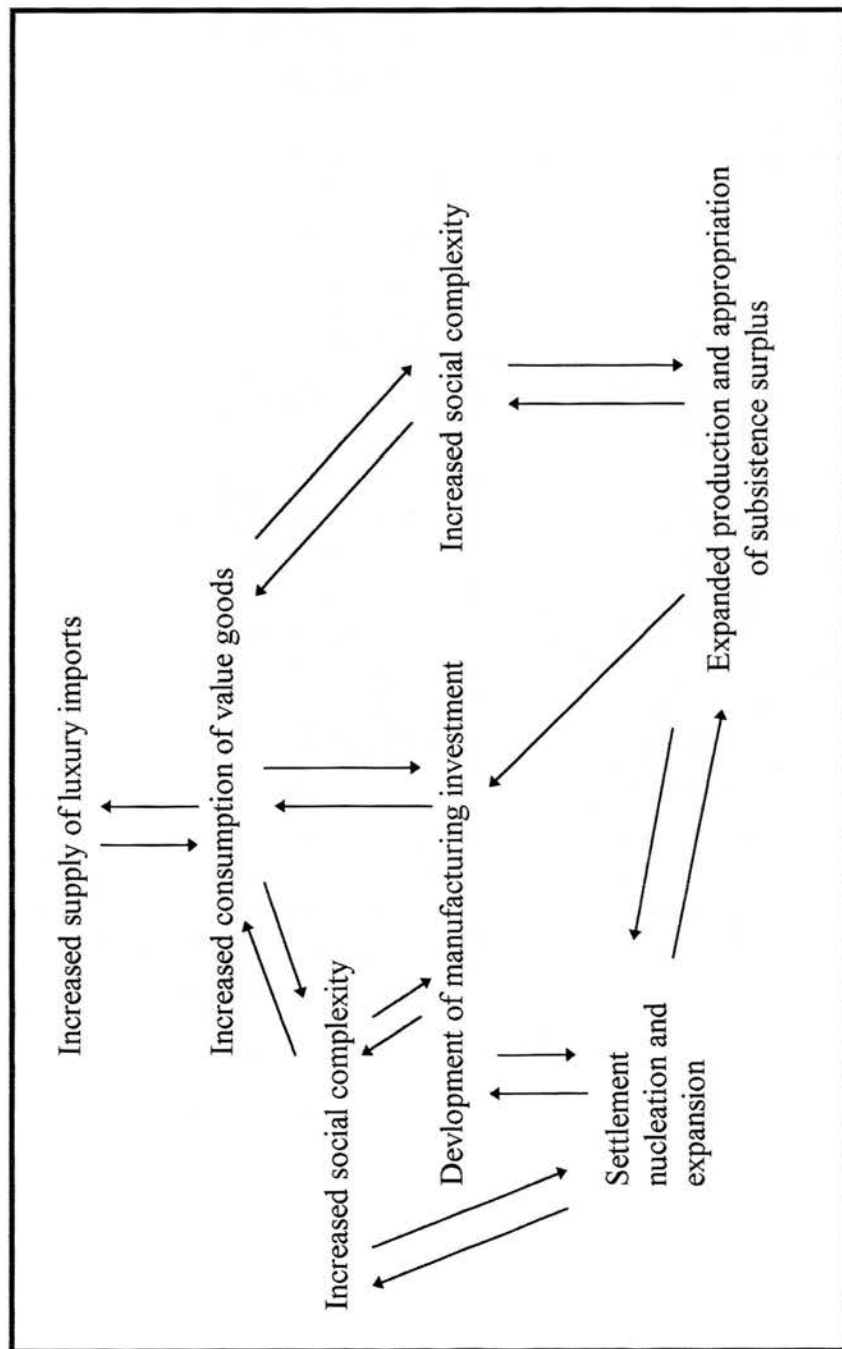 Increased supply of luxury imports
Increased consumption of value goods
Increased social complexity
Increased social complexity
Devlopment of manufacturing investment
Settlement
nucleation and
expansion
Expanded production and appropriation
of subsistence surplus